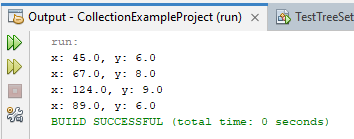 Output - CollectionExampleProject (run) × TestTreeSet
run:
x: 45.0, y: 6.0
x: 67.0, y: 8.0
x: 124.0, y: 9.0
x: 89.0, y: 6.0
BUILD SUCCESSFUL (total time: 0 seconds)